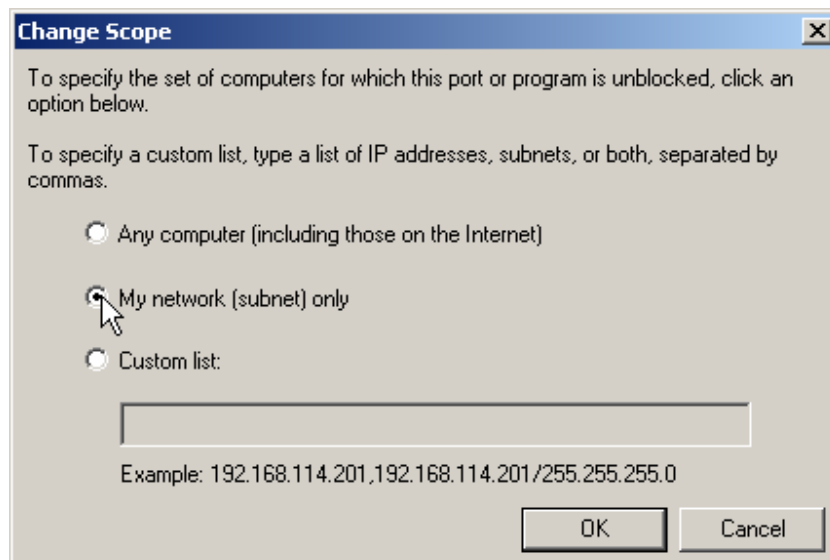 Change Scope
To specify the set of computers for which this port or program is unblocked, click an
option below.
To specify a custom list, type a list of IP addresses, subnets, or both, separated by
commas.
Any computer (including those on the Internet)
My network (subnet) only
Custom list:
Example: 192.168.114.201,192.168.114.201/255.255.255.0
OK Cancel